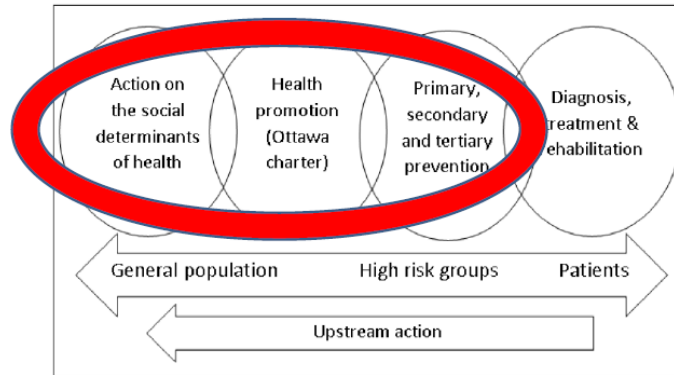 Action on
the social
determinants
of health
Health
promotion
(Ottawa
charter)
Primary,
secondary
and tertiary
prevention
Diagnosis,
treatment &
ehabilitation
General population
High risk groups
Patients
Upstream action